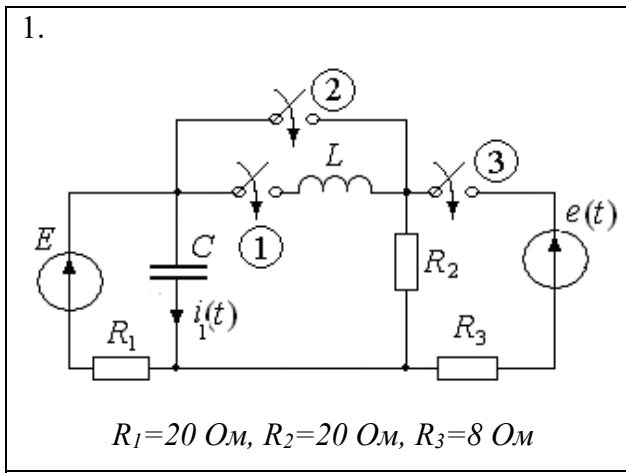 1.
2
L
3
e(t)
E
C
1
R₂
i₁(t)
R₁
R₃
R₁=20 Ом, R₂=20 Ом, R₃=8 Ом